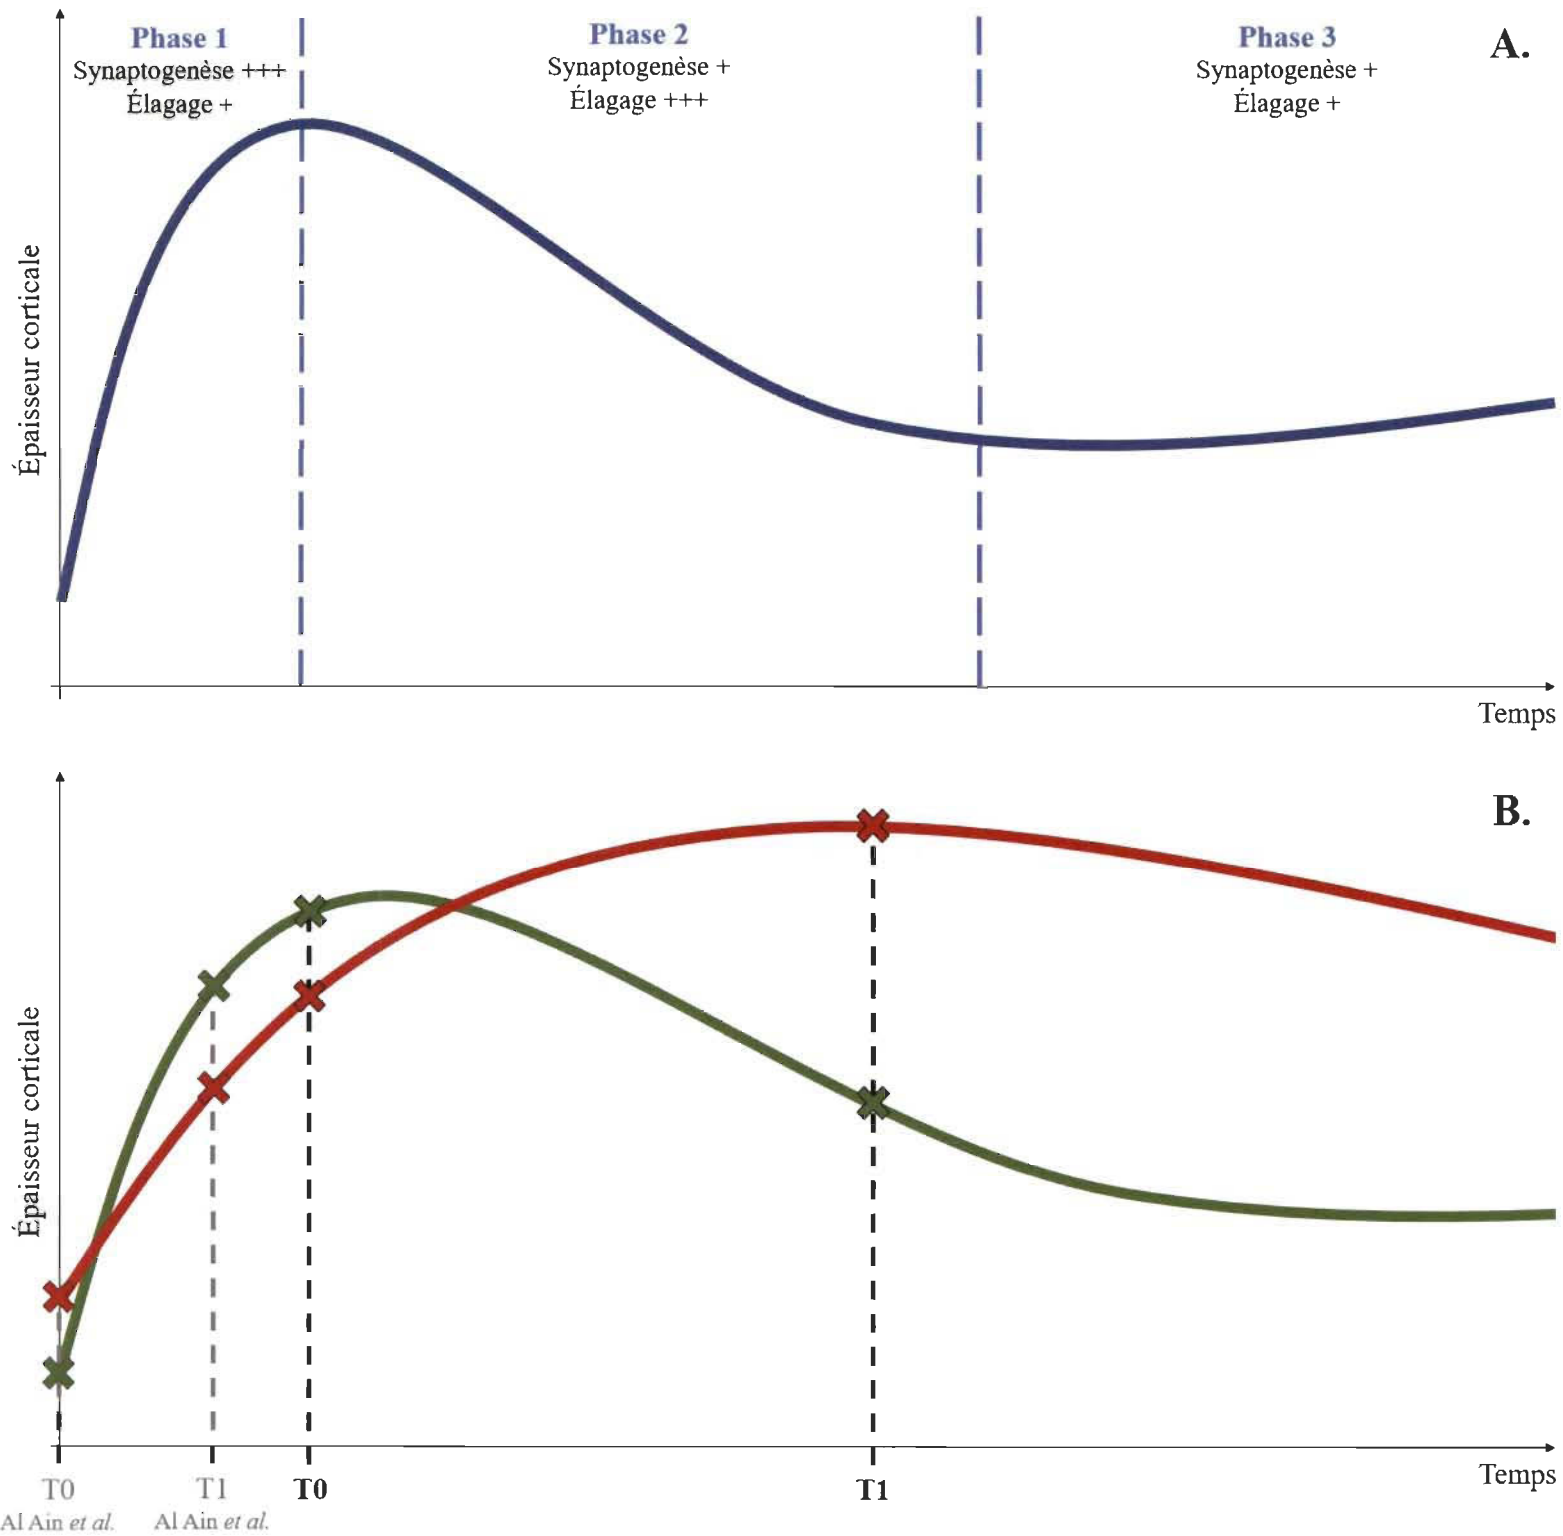 Phase 1
Synaptogenèse +++
Élagage +
Phase 2
Synaptogenèse +
Élagage +++
Phase 3
Synaptogenèse +
Élagage +
A.
Épaisseur corticale
Temps
B.
Épaisseur corticale
Temps
T0
Al Ain et al.
T1
Al Ain et al.
T0
T1